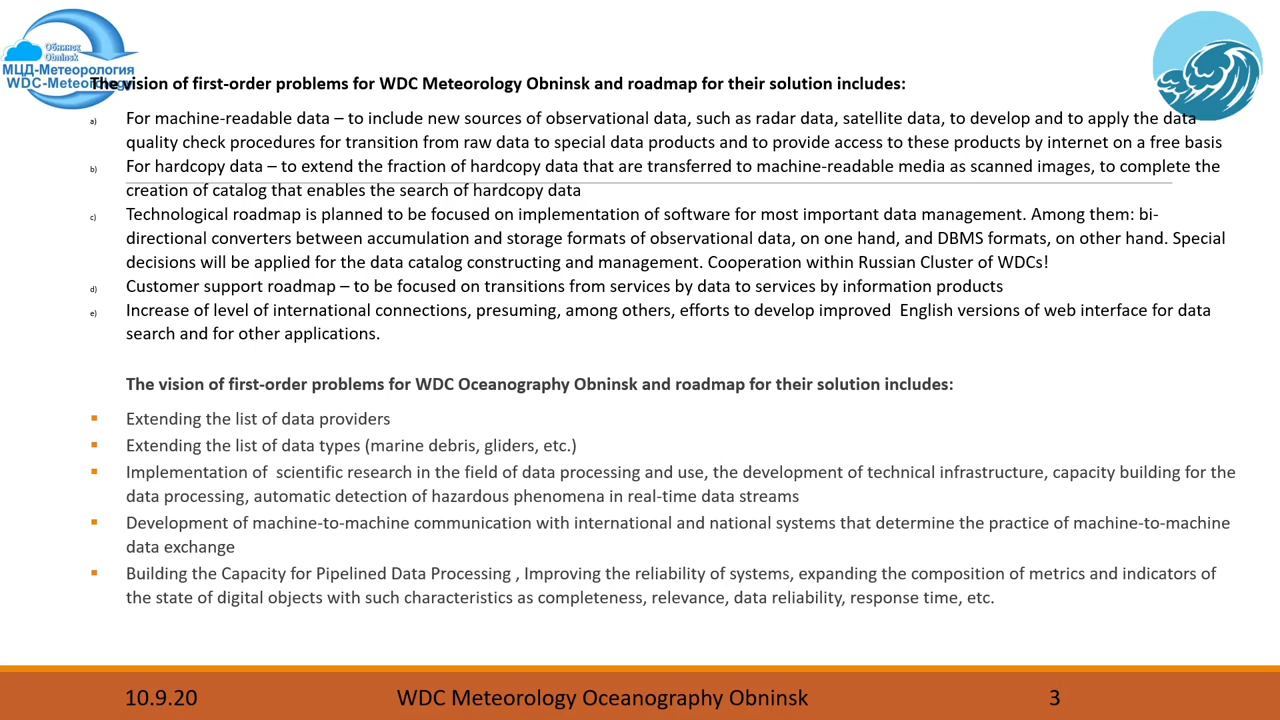 Обнинск
Obninsk
МЦД-Метеорология
WDC-Meteorology
The vision of first-order problems for WDC Meteorology Obninsk and roadmap for their solution includes:
a) For machine-readable data – to include new sources of observational data, such as radar data, satellite data, to develop and to apply the data
quality check procedures for transition from raw data to special data products and to provide access to these products by internet on a free basis
b) For hardcopy data – to extend the fraction of hardcopy data that are transferred to machine-readable media as scanned images, to complete the
creation of catalog that enables the search of hardcopy data
c) Technological roadmap is planned to be focused on implementation of software for most important data management. Among them: bi-
directional converters between accumulation and storage formats of observational data, on one hand, and DBMS formats, on other hand. Special
decisions will be applied for the data catalog constructing and management. Cooperation within Russian Cluster of WDCs!
d) Customer support roadmap – to be focused on transitions from services by data to services by information products
e) Increase of level of international connections, presuming, among others, efforts to develop improved  English versions of web interface for data
search and for other applications.
The vision of first-order problems for WDC Oceanography Obninsk and roadmap for their solution includes:
▪ Extending the list of data providers
▪ Extending the list of data types (marine debris, gliders, etc.)
▪ Implementation of  scientific research in the field of data processing and use, the development of technical infrastructure, capacity building for the
data processing, automatic detection of hazardous phenomena in real-time data streams
▪ Development of machine-to-machine communication with international and national systems that determine the practice of machine-to-machine
data exchange
▪ Building the Capacity for Pipelined Data Processing , Improving the reliability of systems, expanding the composition of metrics and indicators of
the state of digital objects with such characteristics as completeness, relevance, data reliability, response time, etc.
10.9.20 WDC Meteorology Oceanography Obninsk 3